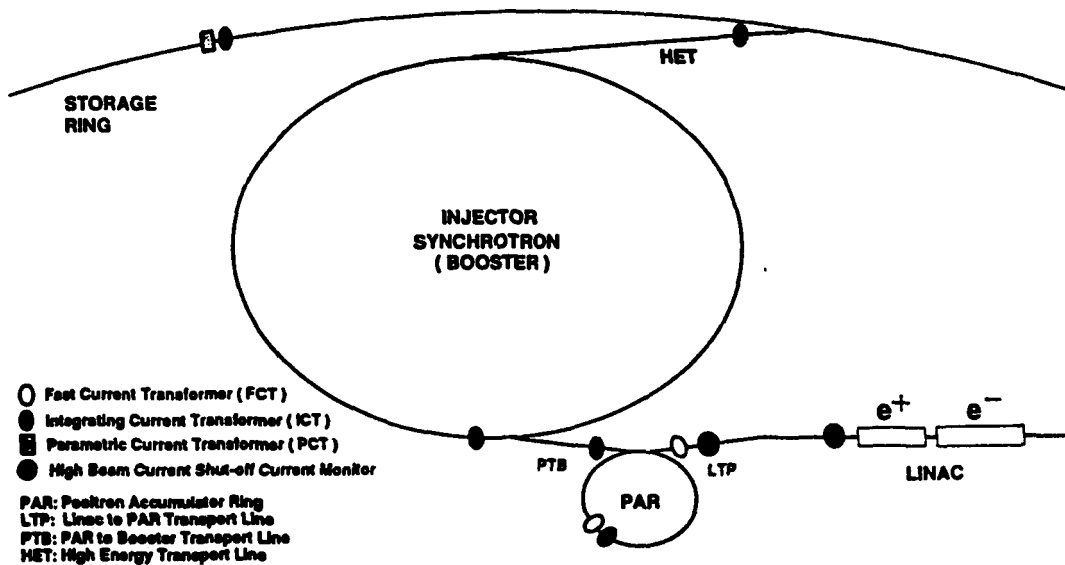 HET
STORAGE
RING
INJECTOR
SYNCHROTRON
( BOOSTER )
Fast Current Transformer ( FCT )
Integrating Current Transformer ( ICT )
Parametric Current Transformer ( PCT )
High Beam Current Shut-off Current Monitor
PAR: Positron Accumulator Ring
LTP: Linac to PAR Transport Line
PTB: PAR to Booster Transport Line
HET: High Energy Transport Line
PTB
PAR
LTP
e+ e−
LINAC